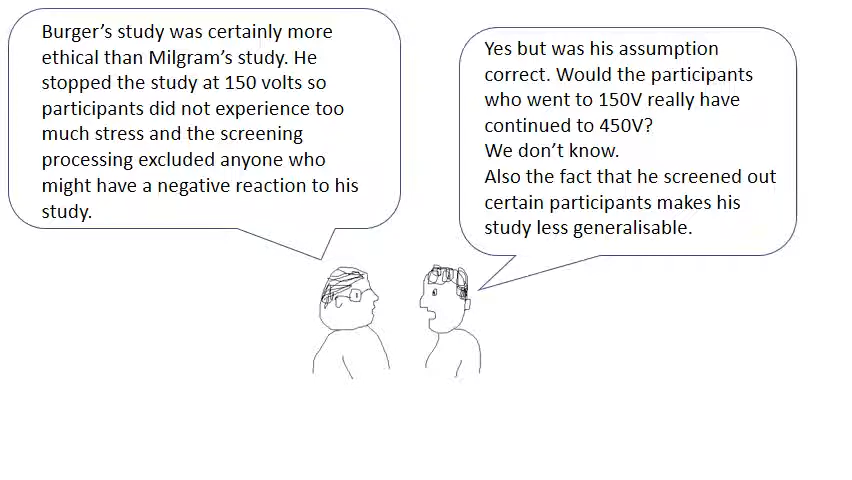 Burger’s study was certainly more
ethical than Milgram’s study. He
stopped the study at 150 volts so
participants did not experience too
much stress and the screening
processing excluded anyone who
might have a negative reaction to his
study.
Yes but was his assumption
correct. Would the participants
who went to 150V really have
continued to 450V?
We don’t know.
Also the fact that he screened out
certain participants makes his
study less generalisable.